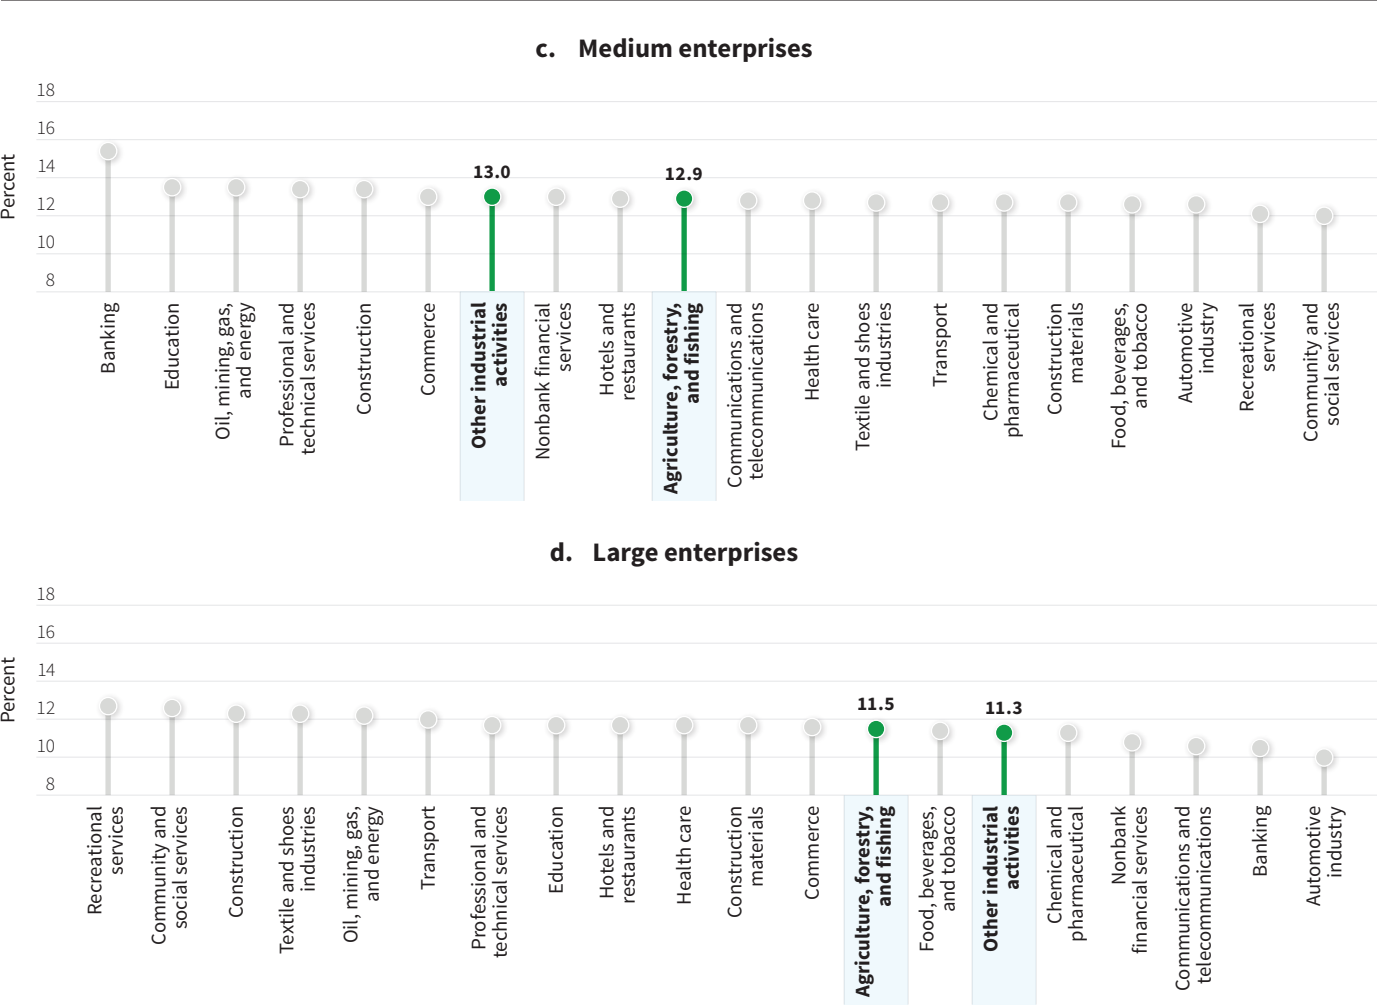 c. Medium enterprises
Percent
18
16
14
12
10
8
13.0
12.9
Banking
Education
Oil, mining, gas,
and energy
Professional and
technical services
Construction
Commerce
Other industrial
activities
Nonbank financial
services
Hotels and
restaurants
Agriculture, forestry,
and fishing
Communications and
telecommunications
Health care
Textile and shoes
industries
Transport
Chemical and
pharmaceutical
Construction
materials
Food, beverages,
and tobacco
Automotive
industry
Recreational
services
Community and
social services
d. Large enterprises
Percent
18
16
14
12
10
8
11.5
11.3
Recreational
services
Community and
social services
Construction
Textile and shoes
industries
Oil, mining, gas,
and energy
Transport
Professional and
technical services
Education
Hotels and
restaurants
Health care
Construction
materials
Commerce
Agriculture, forestry,
and fishing
Food, beverages,
and tobacco
Other industrial
activities
Chemical and
pharmaceutical
Nonbank
financial services
Communications and
telecommunications
Banking
Automotive
industry